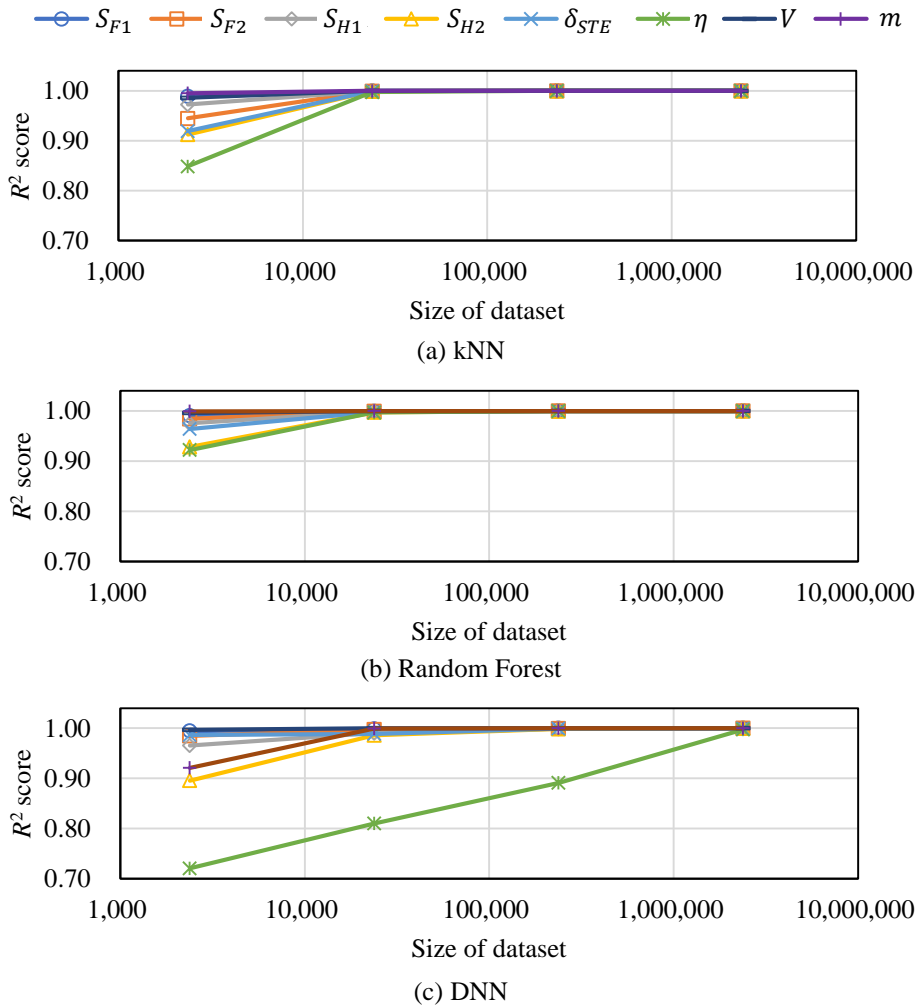 S_F1 S_F2 S_H1 S_H2 δ_STE η V m
1.00
0.90
0.80
0.70
R² score
1,000 10,000 100,000 1,000,000 10,000,000
Size of dataset
(a) kNN
1.00
0.90
0.80
0.70
R² score
1,000 10,000 100,000 1,000,000 10,000,000
Size of dataset
(b) Random Forest
1.00
0.90
0.80
0.70
R² score
1,000 10,000 100,000 1,000,000 10,000,000
Size of dataset
(c) DNN